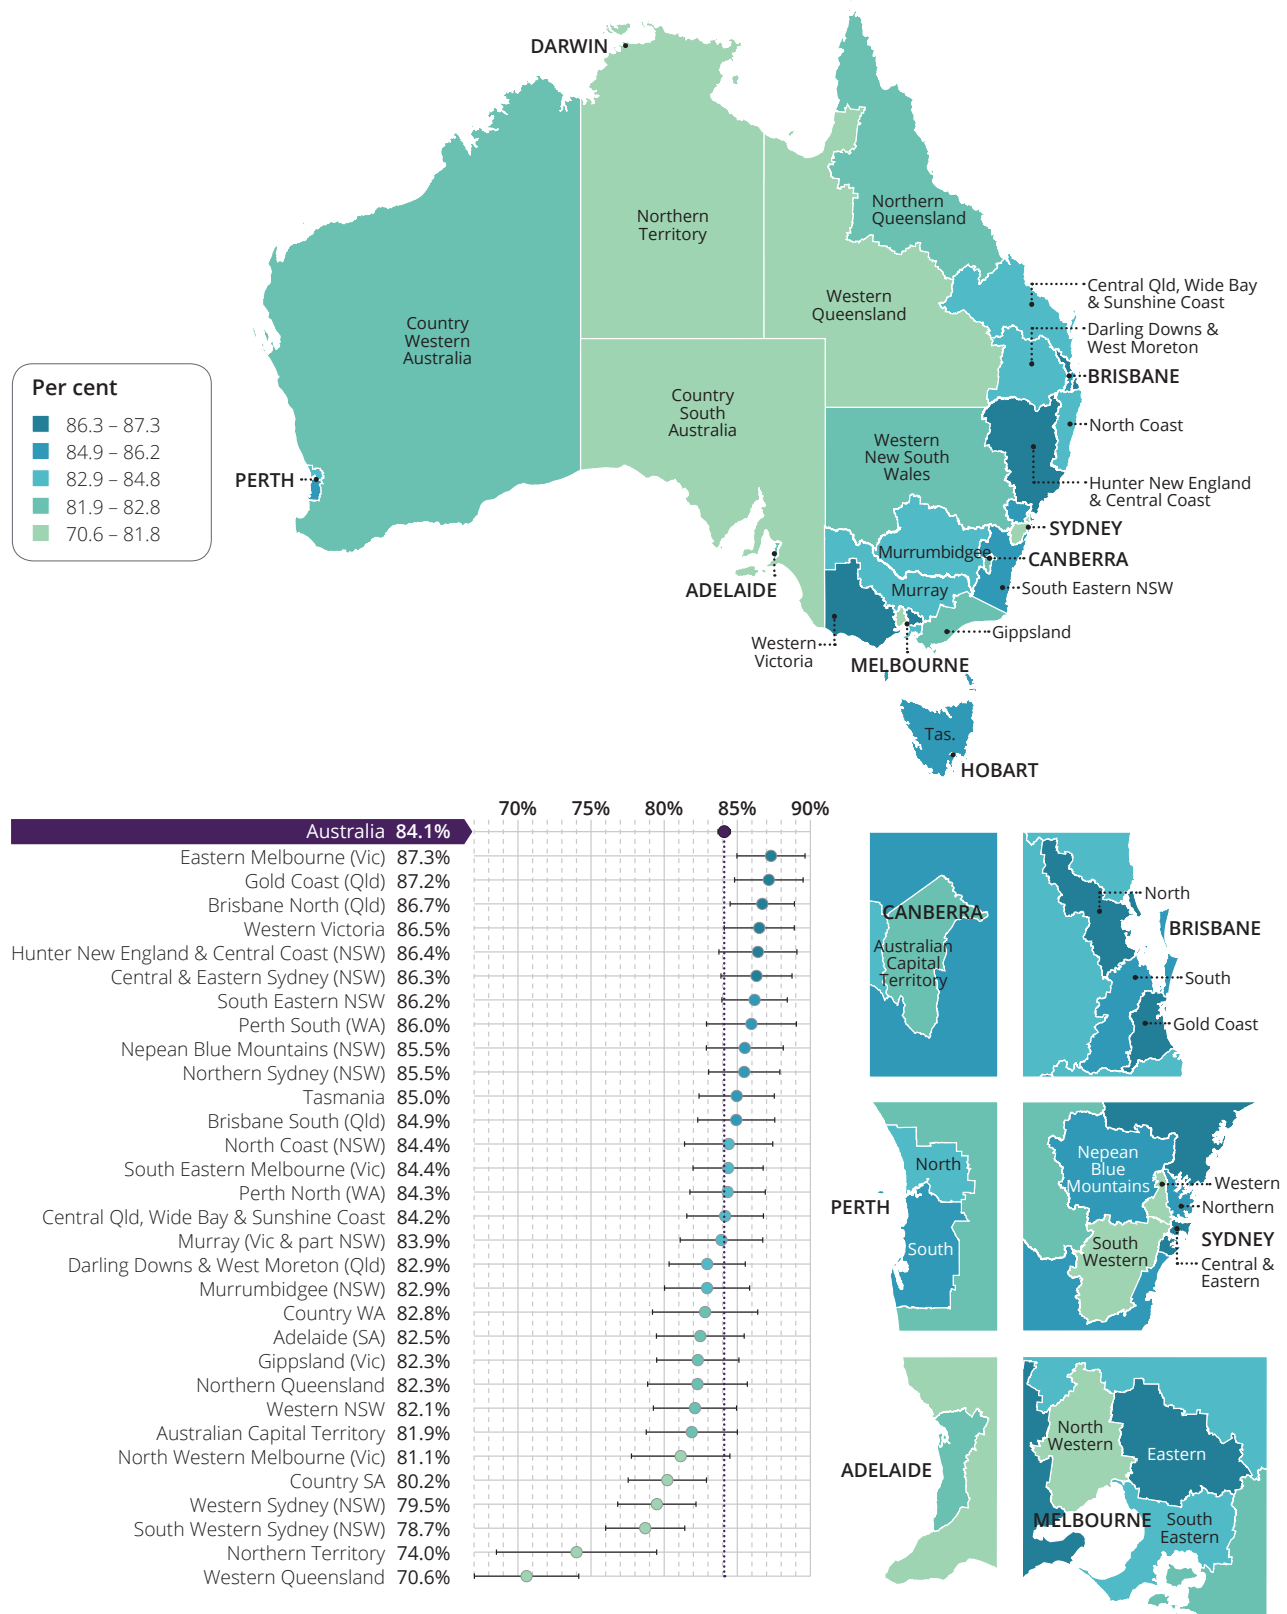 DARWIN
Northern
Territory
Northern
Queensland
Western
Queensland
Country
Western
Australia
Country
South
Australia
Central Qld, Wide Bay
& Sunshine Coast
Darling Downs &
West Moreton
BRISBANE
North Coast
Western
New South
Wales
Hunter New England
& Central Coast
SYDNEY
Murrumbidgee
CANBERRA
Murray
South Eastern NSW
Gippsland
Western
Victoria
MELBOURNE
ADELAIDE
PERTH
Tas.
HOBART
Per cent
86.3 – 87.3
84.9 – 86.2
82.9 – 84.8
81.9 – 82.8
70.6 – 81.8
70% 75% 80% 85% 90%
Australia 84.1%
Eastern Melbourne (Vic) 87.3%
Gold Coast (Qld) 87.2%
Brisbane North (Qld) 86.7%
Western Victoria 86.5%
Hunter New England & Central Coast (NSW) 86.4%
Central & Eastern Sydney (NSW) 86.3%
South Eastern NSW 86.2%
Perth South (WA) 86.0%
Nepean Blue Mountains (NSW) 85.5%
Northern Sydney (NSW) 85.5%
Tasmania 85.0%
Brisbane South (Qld) 84.9%
North Coast (NSW) 84.4%
South Eastern Melbourne (Vic) 84.4%
Perth North (WA) 84.3%
Central Qld, Wide Bay & Sunshine Coast 84.2%
Murray (Vic & part NSW) 83.9%
Darling Downs & West Moreton (Qld) 82.9%
Murrumbidgee (NSW) 82.9%
Country WA 82.8%
Adelaide (SA) 82.5%
Gippsland (Vic) 82.3%
Northern Queensland 82.3%
Western NSW 82.1%
Australian Capital Territory 81.9%
North Western Melbourne (Vic) 81.1%
Country SA 80.2%
Western Sydney (NSW) 79.5%
South Western Sydney (NSW) 78.7%
Northern Territory 74.0%
Western Queensland 70.6%
CANBERRA
Australian
Capital
Territory
North
BRISBANE
South
Gold Coast
PERTH
North
South
Nepean
Blue
Mountains
Western
Northern
SYDNEY
Central &
Eastern
South
Western
ADELAIDE
North
Western
Eastern
MELBOURNE
South
Eastern